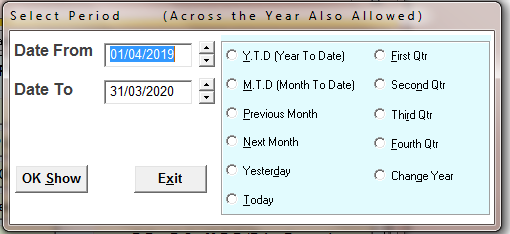 Select Period (Across the Year Also Allowed)
Date From 01/04/2019
Date To 31/03/2020
Y.T.D (Year To Date) First Qtr
M.T.D (Month To Date) Second Qtr
Previous Month Third Qtr
Next Month Fourth Qtr
Yesterday Change Year
Today
OK Show Exit